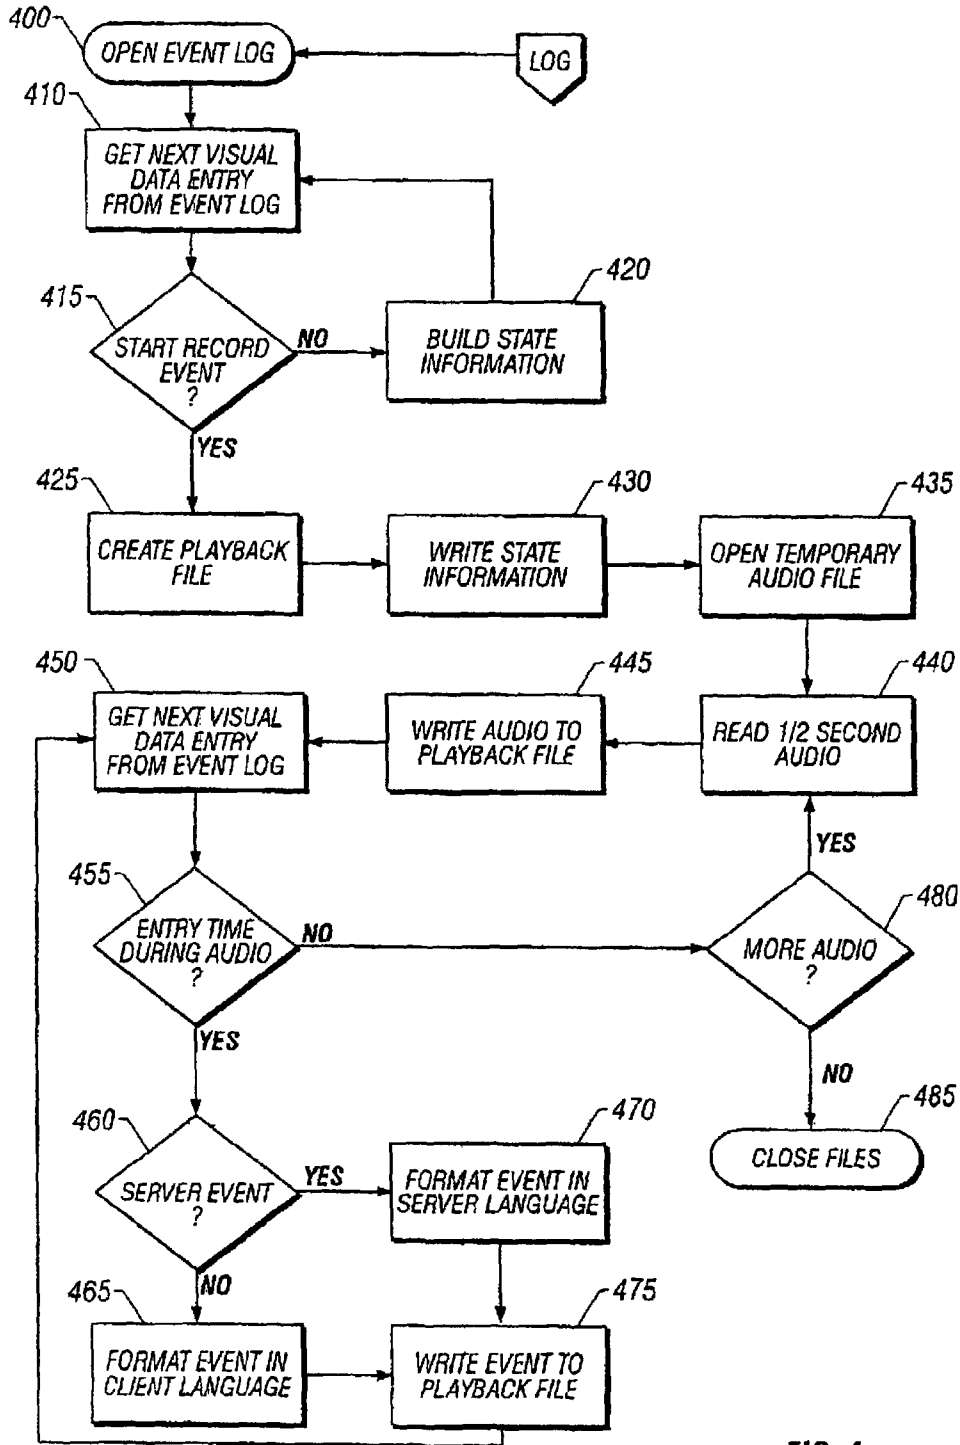 400
OPEN EVENT LOG
LOG
410
GET NEXT VISUAL
DATA ENTRY
FROM EVENT LOG
415
START RECORD
EVENT
?
NO
420
BUILD STATE
INFORMATION
YES
425
CREATE PLAYBACK
FILE
430
WRITE STATE
INFORMATION
435
OPEN TEMPORARY
AUDIO FILE
450
GET NEXT VISUAL
DATA ENTRY
FROM EVENT LOG
445
WRITE AUDIO TO
PLAYBACK FILE
440
READ 1/2 SECOND
AUDIO
YES
455
ENTRY TIME
DURING AUDIO
?
NO
480
MORE AUDIO
?
YES
NO
485
CLOSE FILES
460
SERVER EVENT
?
YES
470
FORMAT EVENT IN
SERVER LANGUAGE
NO
465
FORMAT EVENT IN
CLIENT LANGUAGE
475
WRITE EVENT TO
PLAYBACK FILE